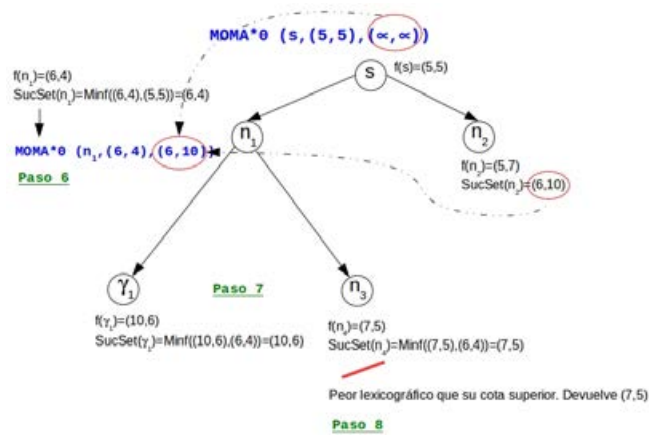 MOMA*0 (s,(5,5),(∞,∞))
s
f(s)=(5,5)
f(n₁)=(6,4)
SucSet(n₁)=Minf((6,4),(5,5))=(6,4)
n₁
n₂
MOMA*0 (n₁,(6,4),(6,10))
Paso 6
f(n₂)=(5,7)
SucSet(n₂)=(6,10)
γ₁
Paso 7
n₃
f(γ₁)=(10,6)
SucSet(γ₁)=Minf((10,6),(6,4))=(10,6)
f(n₄)=(7,5)
SucSet(n₄)=Minf((7,5),(6,4))=(7,5)
Peor lexicográfico que su cota superior. Devuelve (7,5)
Paso 8